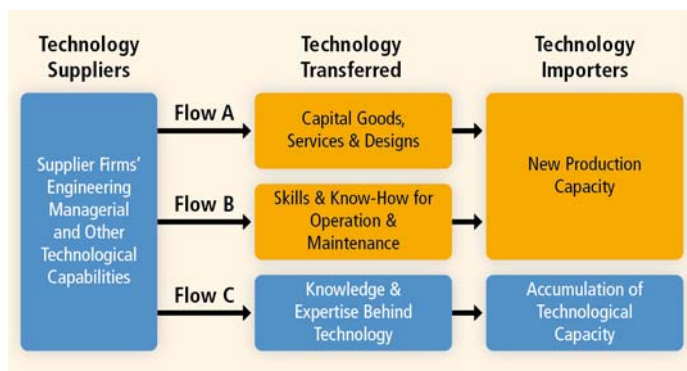 Technology
Suppliers
Technology
Transferred
Technology
Importers
Supplier Firms'
Engineering
Managerial
and Other
Technological
Capabilities
Flow A
Capital Goods,
Services & Designs
Flow B
Skills & Know-How for
Operation &
Maintenance
New Production
Capacity
Flow C
Knowledge &
Expertise Behind
Technology
Accumulation of
Technological
Capacity